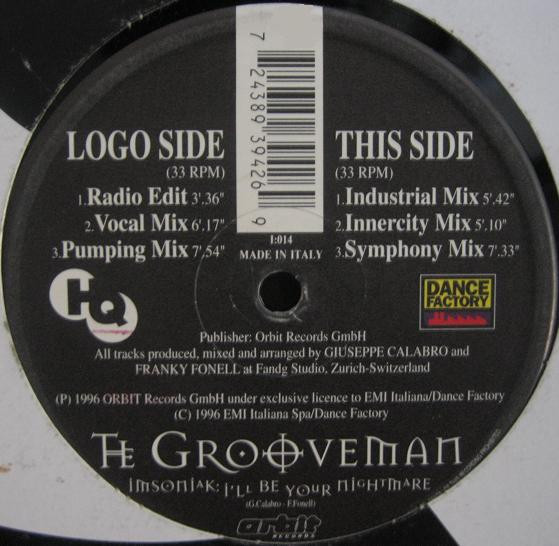 7 24389 39426 9
LOGO SIDE
(33 RPM)
1.Radio Edit 3'.36"
2.Vocal Mix 6'.17"
3.Pumping Mix 7'.54"
THIS SIDE
(33 RPM)
1.Industrial Mix 5'.42"
2.Innercity Mix 5'.10"
3.Symphony Mix 7'.33"
I:014
MADE IN ITALY
HQ
DANCE
FACTORY
Publisher: Orbit Records GmbH
All tracks produced, mixed and arranged by GIUSEPPE CALABRO and
FRANKY FONELL at Fandg Studio, Zurich-Switzerland
(P) 1996 ORBIT Records GmbH under exclusive licence to EMI Italiana/Dance Factory
(C) 1996 EMI Italiana Spa/Dance Factory
THE GROOVEMAN
IMSONIAK: I'LL BE YOUR NIGHTMARE
(G.Calabro - F.Fonell)
orbit
RECORDS